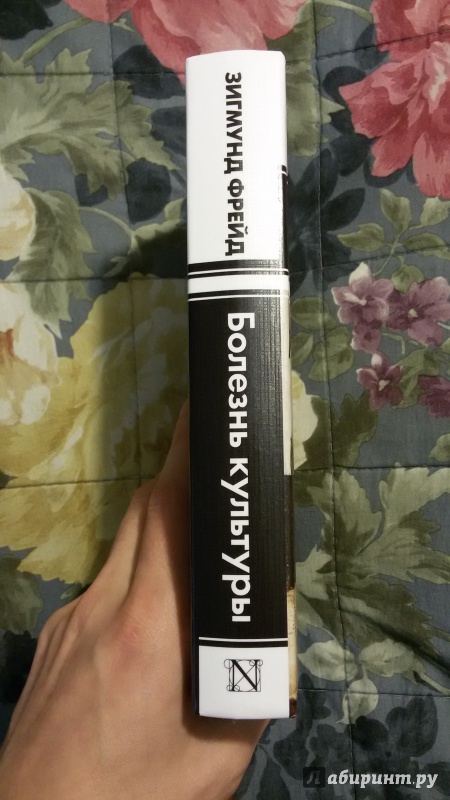 ЗИГМУНД ФРЕЙД
Болезнь культуры
N
Лабиринт.ру